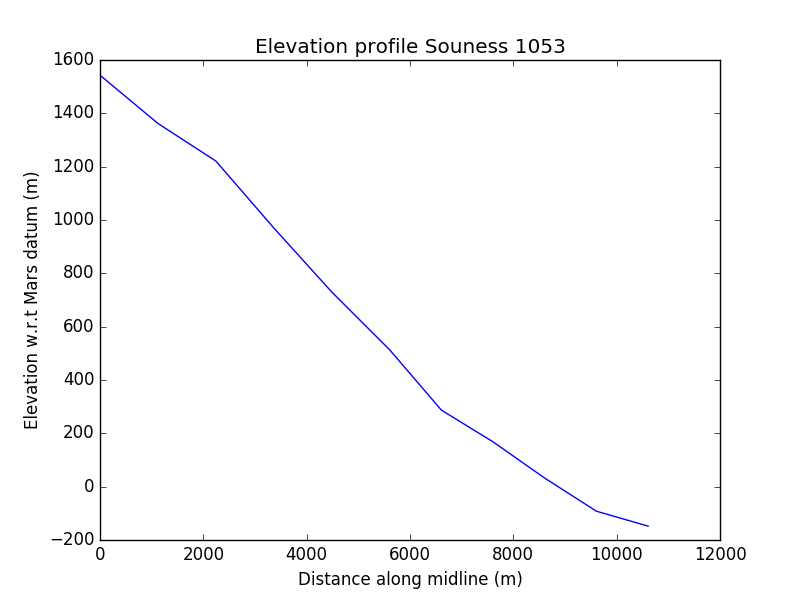 Elevation profile Souness 1053
1600
1400
1200
1000
800
600
400
200
0
−200
0 2000 4000 6000 8000 10000 12000
Elevation w.r.t Mars datum (m)
Distance along midline (m)